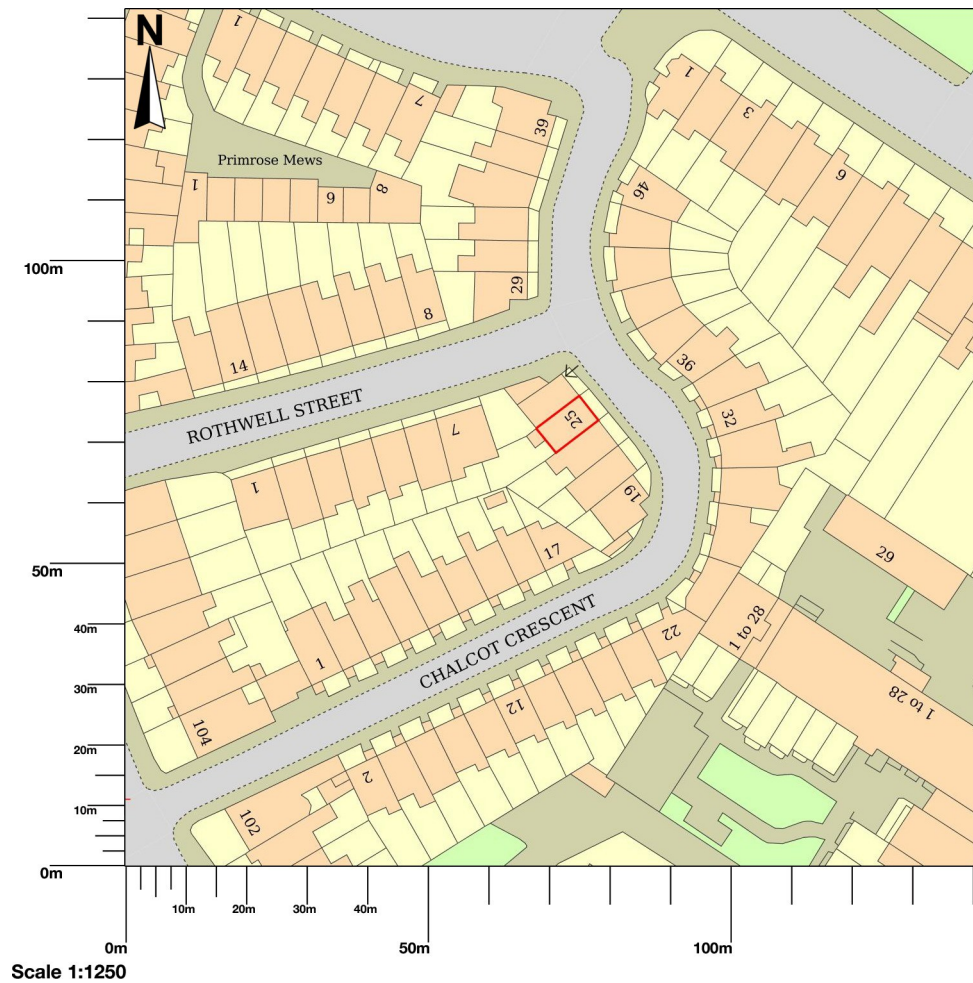 N
1
7
39
Primrose Mews
1
6
8
1
3
6
46
29
14
8
36
32
ROTHWELL STREET
25
1
7
19
17
29
CHALCOT CRESCENT
1
22
1 to 28
1 to 28
104
12
2
102
100m
50m
40m
30m
20m
10m
0m
10m
20m
30m
40m
0m
50m
100m
Scale 1:1250